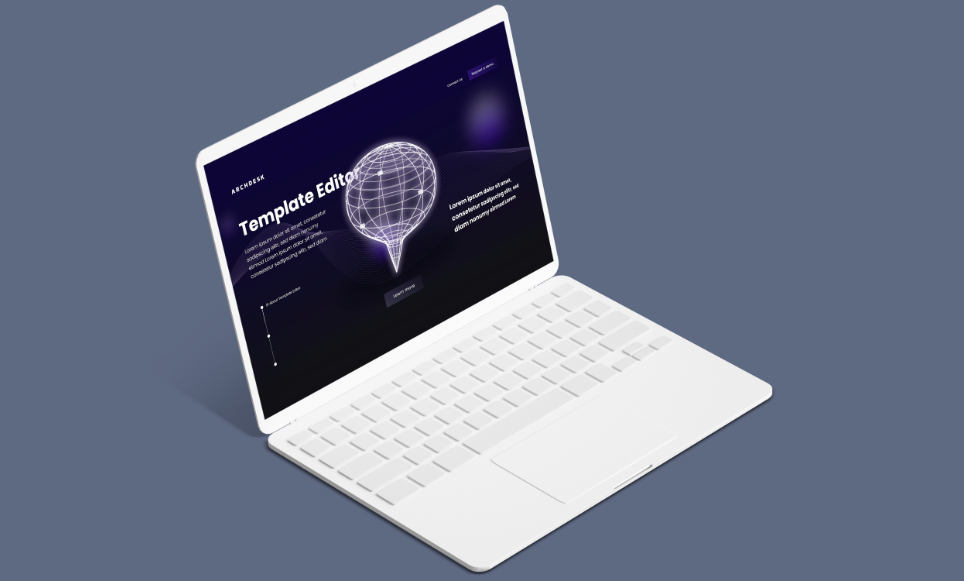 Contact us
Request a demo
ARCHDESK
Template Editor
Lorem ipsum dolor sit amet, consetetur
sadipscing elitr, sed diam nonumy
eirmod Lorem ipsum dolor sit amet,
consetetur sadipscing elitr, sed diam
Lorem ipsum dolor sit amet,
consetetur sadipscing elitr, sed
diam nonumy eirmod
Learn more